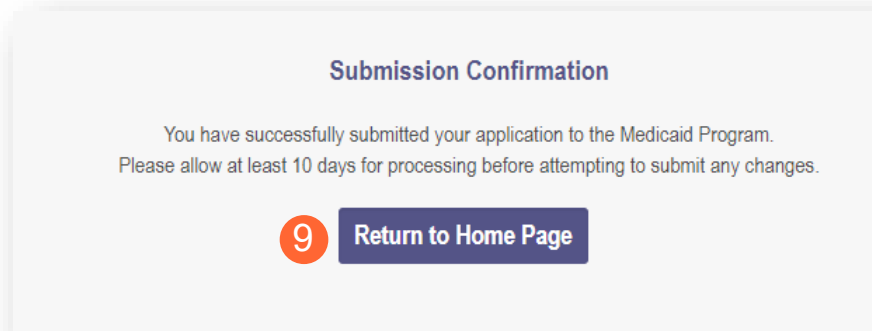 Submission Confirmation
You have successfully submitted your application to the Medicaid Program.
Please allow at least 10 days for processing before attempting to submit any changes.
9 Return to Home Page